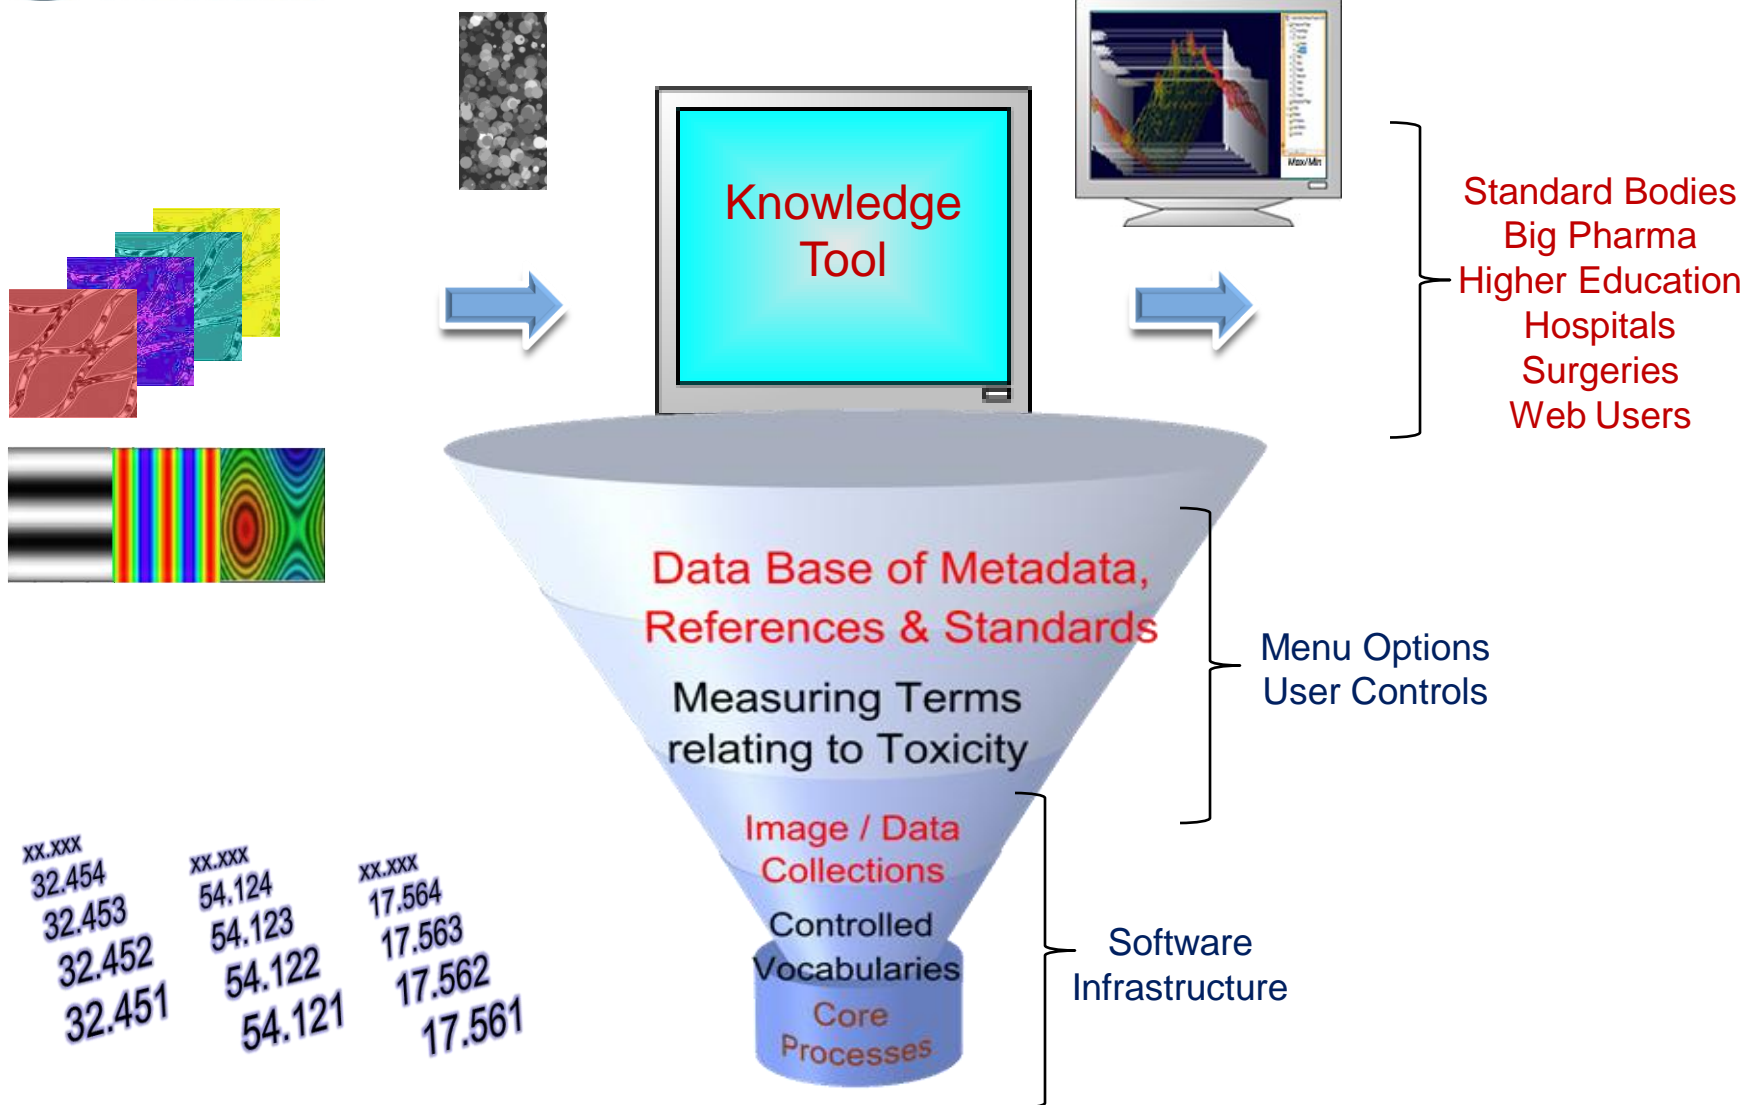 Knowledge
Tool
Max/Min
Standard Bodies
Big Pharma
Higher Education
Hospitals
Surgeries
Web Users
Data Base of Metadata,
References & Standards
Measuring Terms
relating to Toxicity
Menu Options
User Controls
Image / Data
Collections
Controlled
Vocabularies
Core
Processes
Software
Infrastructure
xx.xxx
32.454
32.453
32.452
32.451
xx.xxx
54.124
54.123
54.122
54.121
xx.xxx
17.564
17.563
17.562
17.561